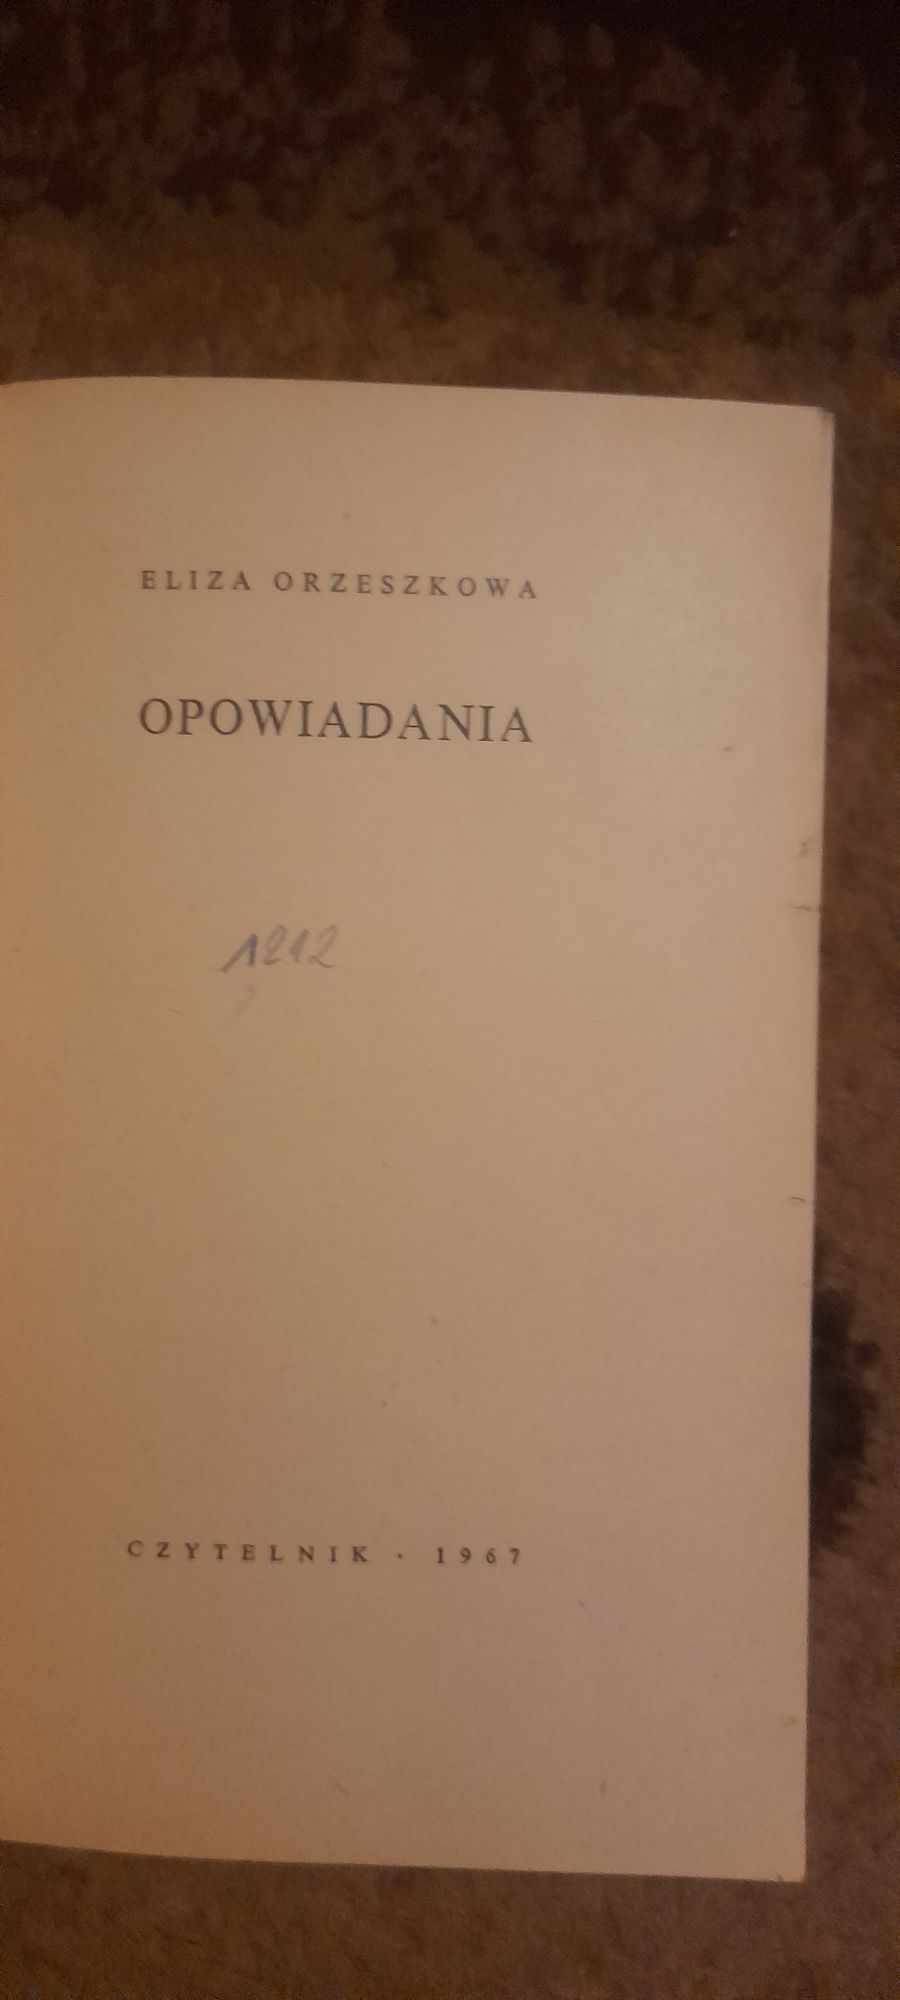 ELIZA ORZESZKOWA
OPOWIADANIA
1212
CZYTELNIK · 1967